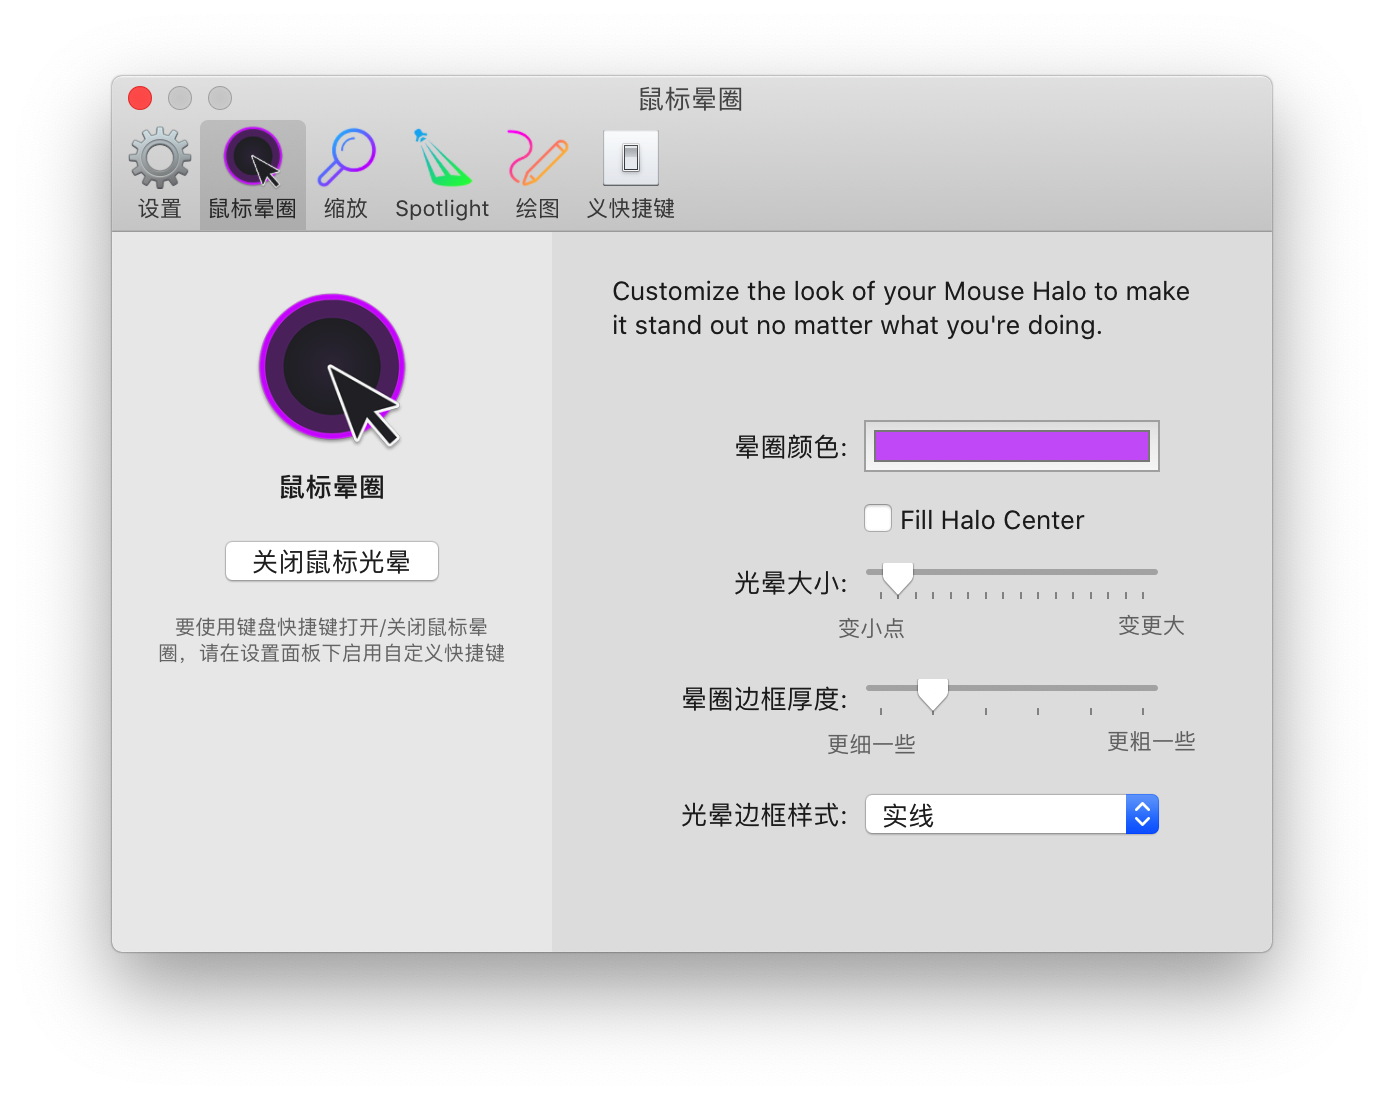 鼠标晕圈
设置
鼠标晕圈
缩放
Spotlight
绘图
义快捷键
鼠标晕圈
关闭鼠标光晕
要使用键盘快捷键打开/关闭鼠标晕
圈，请在设置面板下启用自定义快捷键
Customize the look of your Mouse Halo to make
it stand out no matter what you're doing.
晕圈颜色:
Fill Halo Center
光晕大小:
变小点
变更大
晕圈边框厚度:
更细一些
更粗一些
光晕边框样式:
实线